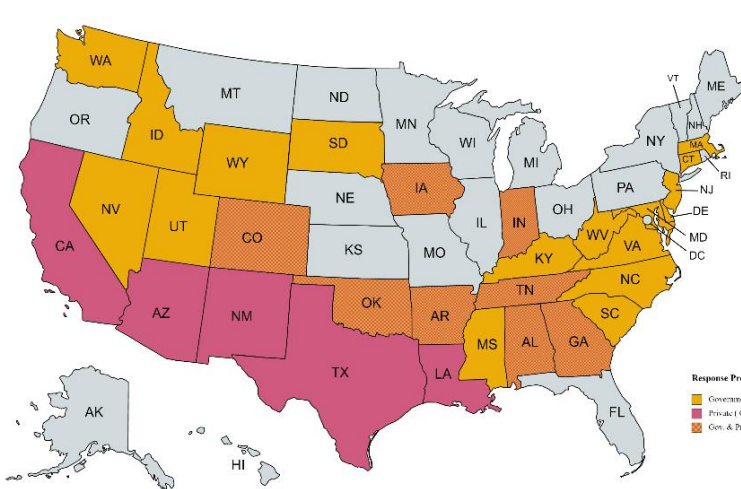 WA
MT
ND
MN
OR
ID
SD
WI
MI
VT
NH
ME
NY
MA
CT
RI
WY
NE
IA
IL
IN
OH
PA
NJ
DE
MD
DC
NV
UT
CO
KS
MO
KY
WV
VA
CA
AZ
NM
OK
AR
TN
NC
SC
TX
LA
MS
AL
GA
FL
AK
HI
Response
Private (
Gov. &